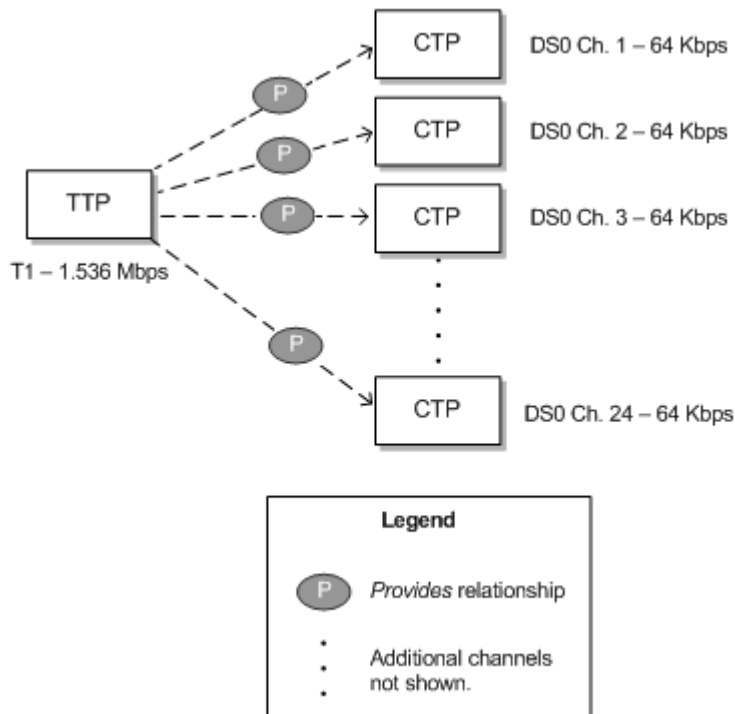 CTP
DS0 Ch. 1 – 64 Kbps
P
CTP
DS0 Ch. 2 – 64 Kbps
P
TTP
CTP
DS0 Ch. 3 – 64 Kbps
P
T1 – 1.536 Mbps
P
CTP
DS0 Ch. 24 – 64 Kbps
Legend
P
Provides relationship
Additional channels
not shown.